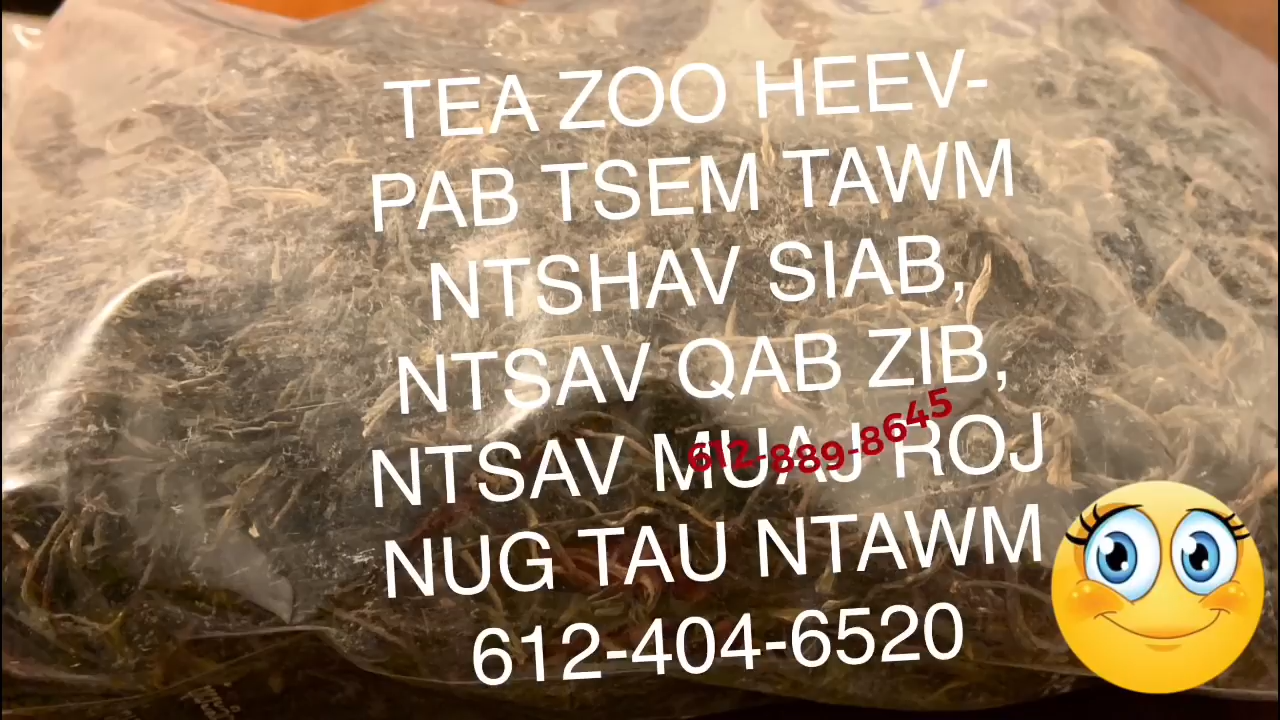 TEA ZOO HEEV-
PAB TSEM TAWM
NTSHAV SIAB,
NTSAV QAB ZIB,
612-889-8645
NTSAV MUAJ ROJ
NUG TAU NTAWM
612-404-6520